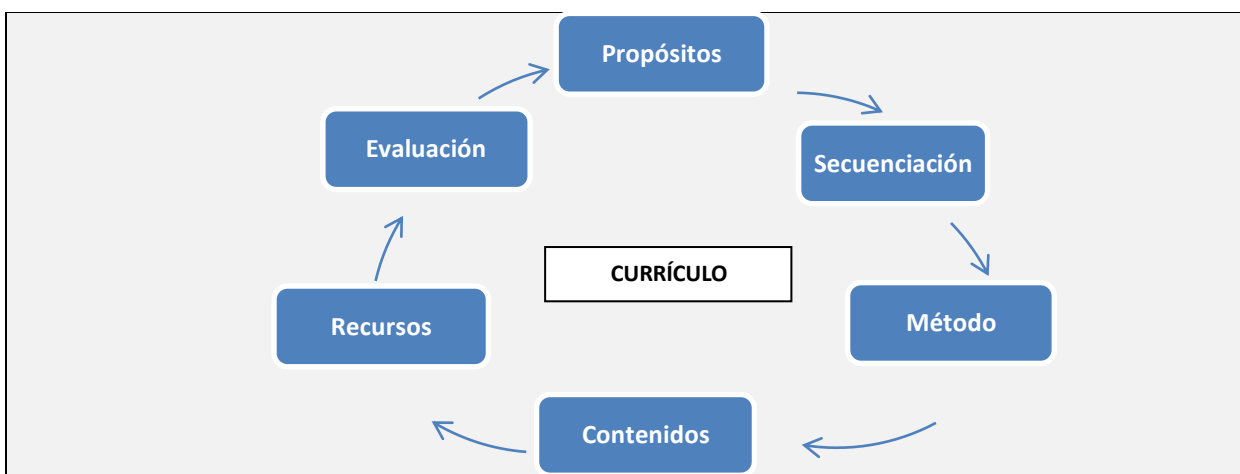 Propósitos
Evaluación
Secuenciación
CURRÍCULO
Recursos
Método
Contenidos